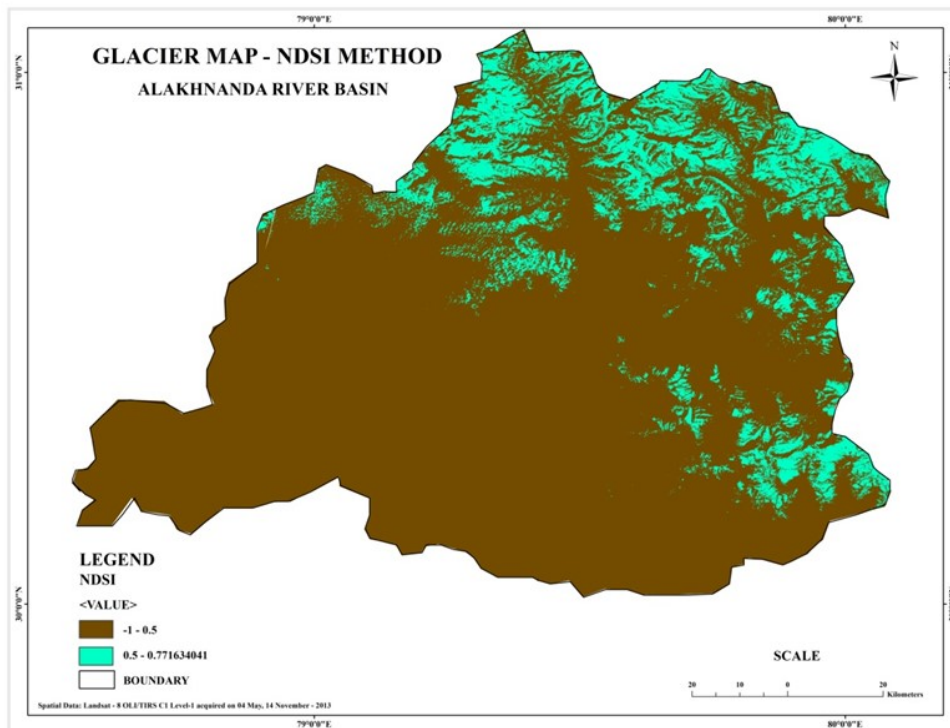 79°0'0"E 80°0'0"E
GLACIER MAP - NDSI METHOD
ALAKHNANDA RIVER BASIN
N
31°0'0"N
LEGEND
NDSI
<VALUE>
-1 - 0.5
0.5 - 0.771634041
BOUNDARY
30°0'0"N
SCALE
20 10 0 20
Kilometers
Spatial Data: Landsat - 8 OLI/TIRS C1 Level-1 acquired on 04 May, 14 November - 2013
79°0'0"E 80°0'0"E